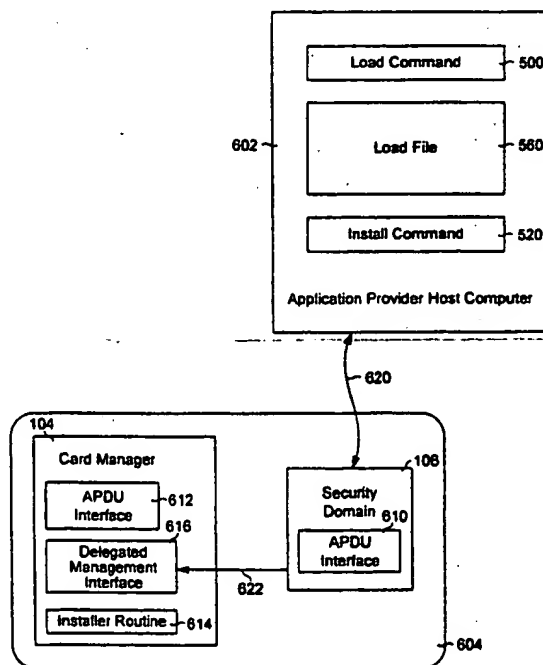 Load Command
500
602
Load File
560
Install Command
520
Application Provider Host Computer
620
104
Card Manager
106
APDU
Interface
612
616
Security
Domain
610
APDU
Interface
Delegated
Management
Interface
622
Installer Routine
614
604